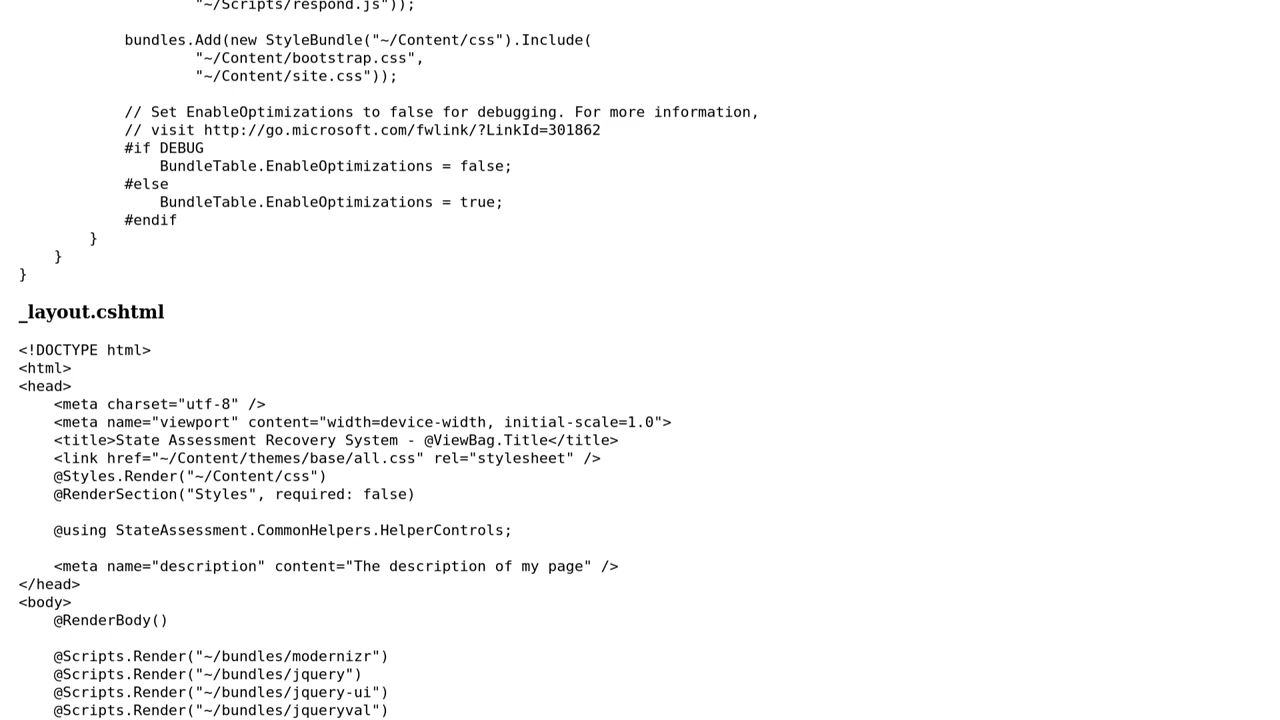 "~/Scripts/respond.js"));
bundles.Add(new StyleBundle("~/Content/css").Include(
"~/Content/bootstrap.css",
"~/Content/site.css"));
// Set EnableOptimizations to false for debugging. For more information,
// visit http://go.microsoft.com/fwlink/?LinkId=301862
#if DEBUG
BundleTable.EnableOptimizations = false;
#else
BundleTable.EnableOptimizations = true;
#endif
}
}
}
_layout.cshtml
<!DOCTYPE html>
<html>
<head>
<meta charset="utf-8" />
<meta name="viewport" content="width=device-width, initial-scale=1.0">
<title>State Assessment Recovery System - @ViewBag.Title</title>
<link href="~/Content/themes/base/all.css" rel="stylesheet" />
@Styles.Render("~/Content/css")
@RenderSection("Styles", required: false)
@using StateAssessment.CommonHelpers.HelperControls;
<meta name="description" content="The description of my page" />
</head>
<body>
@RenderBody()
@Scripts.Render("~/bundles/modernizr")
@Scripts.Render("~/bundles/jquery")
@Scripts.Render("~/bundles/jquery-ui")
@Scripts.Render("~/bundles/jqueryval")